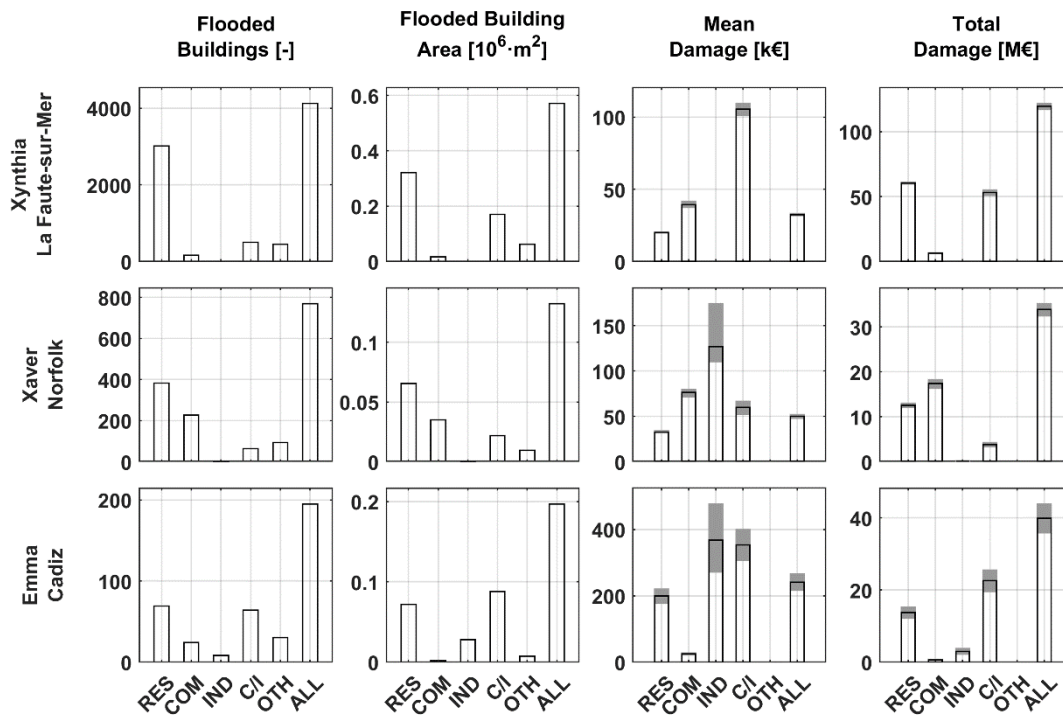 Flooded
Buildings [-]
Flooded Building
Area [10⁶·m²]
Mean
Damage [k€]
Total
Damage [M€]
Xynthia
La Faute-sur-Mer
4000
2000
0
0.6
0.4
0.2
0
100
50
0
100
50
0
Xaver
Norfolk
800
600
400
200
0
0.1
0.05
0
150
100
50
0
30
20
10
0
Emma
Cadiz
200
100
0
0.2
0.1
0
400
200
0
40
20
0
RES COM IND C/I OTH ALL
RES COM IND C/I OTH ALL
RES COM IND C/I OTH ALL
RES COM IND C/I OTH ALL